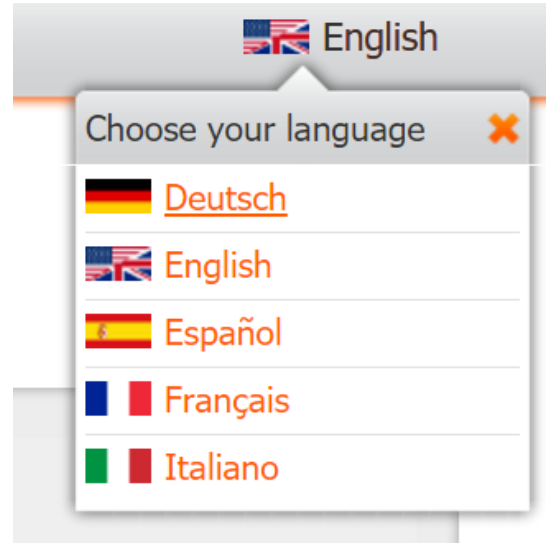 English
Choose your language
Deutsch
English
Español
Français
Italiano